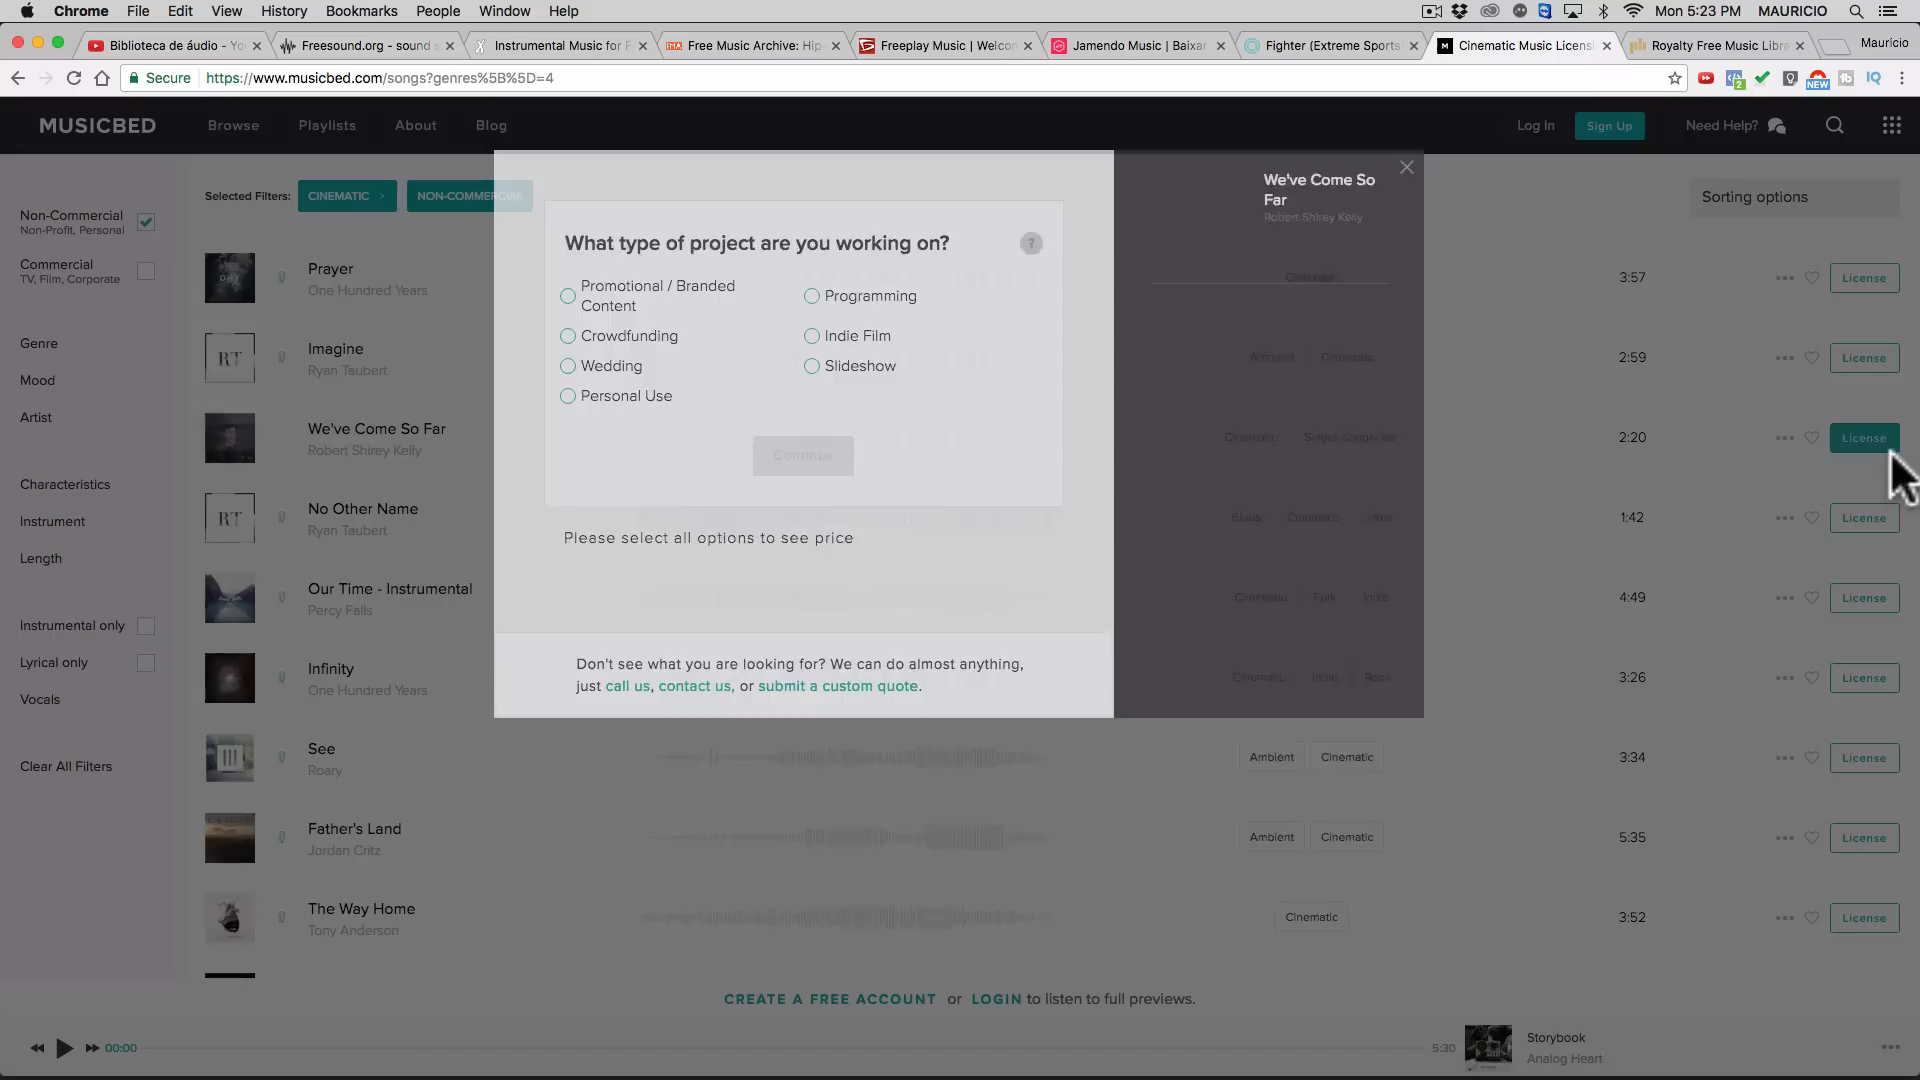 Chrome File Edit View History Bookmarks People Window Help Mon 5:23 PM MAURICIO
Biblioteca de áudio - Yo Freesound.org - sound s Instrumental Music for F Free Music Archive: Hip- Freeplay Music | Welcon Jamendo Music | Baixar Fighter (Extreme Sports Cinematic Music Licensi Royalty Free Music Libra Maurício
Secure https://www.musicbed.com/songs?genres%5B%5D=4
MUSICBED Browse Playlists About Blog Log In Sign Up Need Help?
Selected Filters: CINEMATIC NON-COMMERCIAL Sorting options
Non-Commercial
Non-Profit, Personal
Commercial
TV, Film, Corporate
Genre
Mood
Artist
Characteristics
Instrument
Length
Instrumental only
Lyrical only
Vocals
Clear All Filters
Prayer
One Hundred Years
3:57 License
Imagine
Ryan Taubert
2:59 License
We've Come So Far
Robert Shirey Kelly
2:20 License
No Other Name
Ryan Taubert
1:42 License
Our Time - Instrumental
Percy Falls
4:49 License
Infinity
One Hundred Years
3:26 License
See
Roary
Ambient Cinematic 3:34 License
Father's Land
Jordan Critz
Ambient Cinematic 5:35 License
The Way Home
Tony Anderson
Cinematic 3:52 License
What type of project are you working on? ?
Promotional / Branded
Content
Programming
Crowdfunding Indie Film
Wedding Slideshow
Personal Use
Continue
Please select all options to see price
Don't see what you are looking for? We can do almost anything,
just call us, contact us, or submit a custom quote.
We've Come So
Far
Robert Shirey Kelly
Cinematic
Ambient Cinematic
Cinematic Singer/Songwriter
Blues Cinematic Indie
Cinematic Folk Indie
Cinematic Indie Rock
CREATE A FREE ACCOUNT or LOGIN to listen to full previews.
00:00 5:30
Storybook
Analog Heart